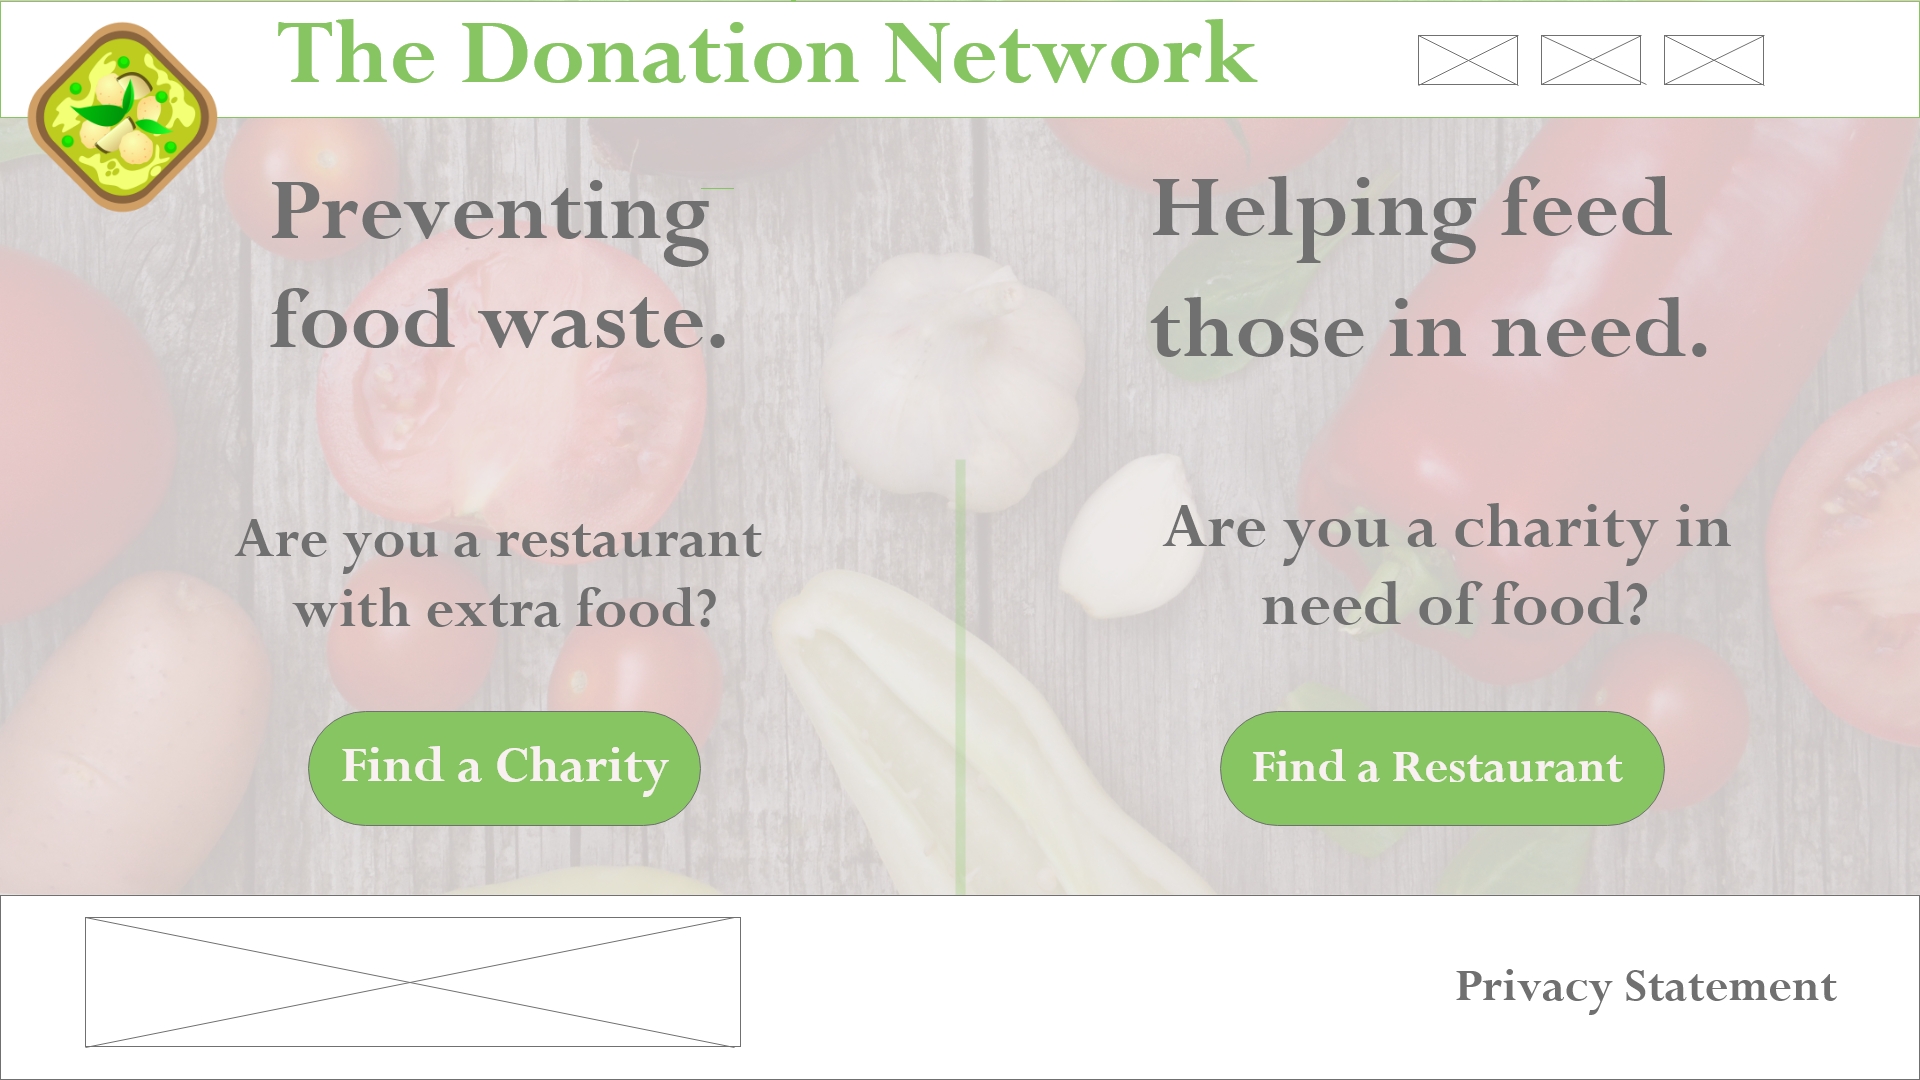 The Donation Network
Preventing
food waste.
Helping feed
those in need.
Are you a restaurant
with extra food?
Are you a charity in
need of food?
Find a Charity
Find a Restaurant
Privacy Statement